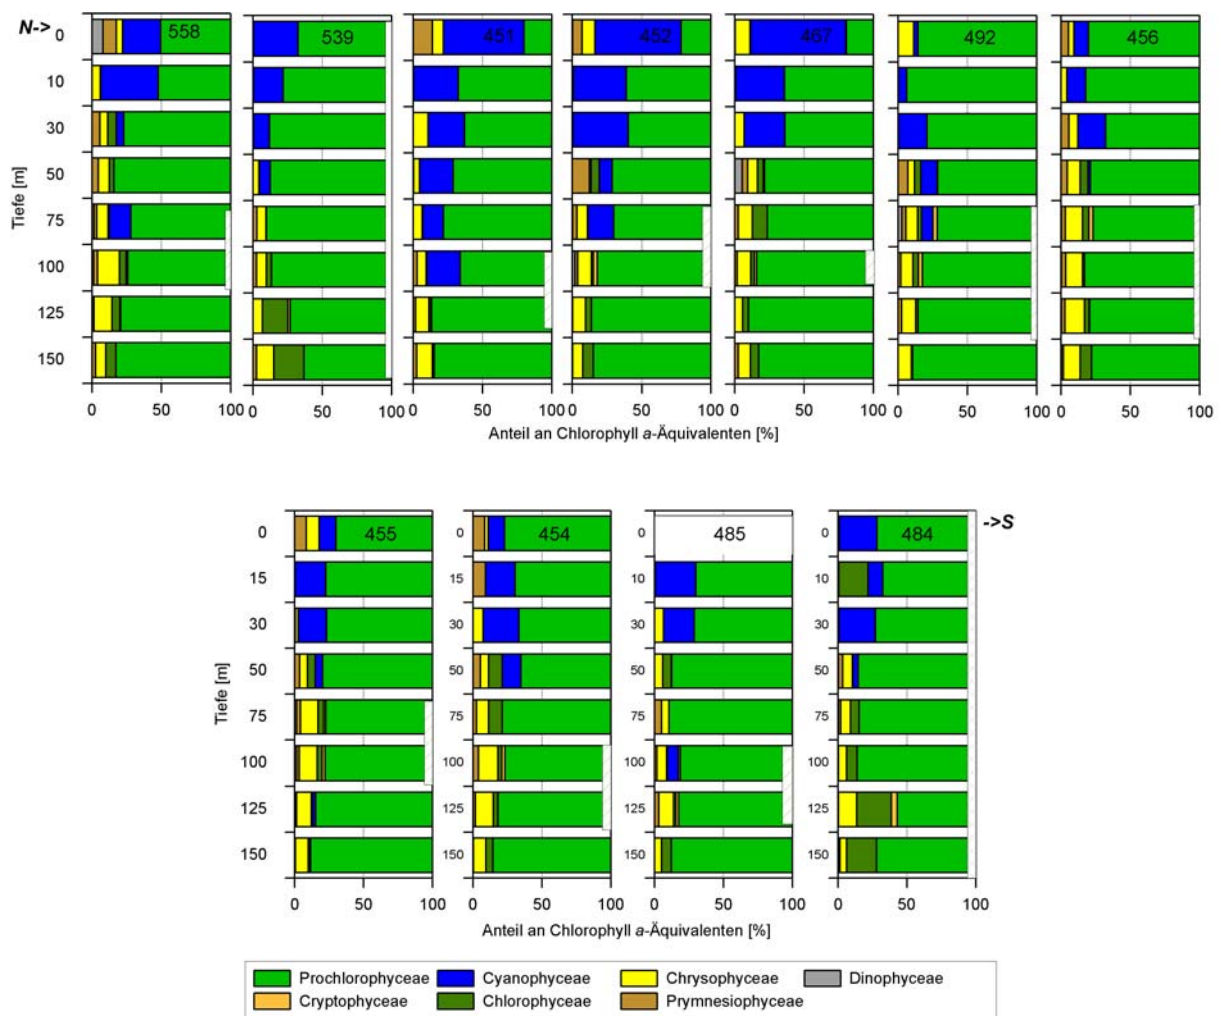 N->
558 539 451 452 467 492 456
0
10
30
50
75
100
125
150
Tiefe [m]
0 50 100 0 50 100 0 50 100 0 50 100 0 50 100 0 50 100 0 50 100
Anteil an Chlorophyll a-Äquivalenten [%]
->S
455 454 485 484
0 0 0 0
15 15 10 10
30 30 30 30
50 50 50 50
75 75 75 75
100 100 100 100
125 125 125 125
150 150 150 150
Tiefe [m]
0 50 100 0 50 100 0 50 100 0 50 100
Anteil an Chlorophyll a-Äquivalenten [%]
Prochlorophyceae Cyanophyceae Chrysophyceae Dinophyceae
Cryptophyceae Chlorophyceae Prymnesiophyceae